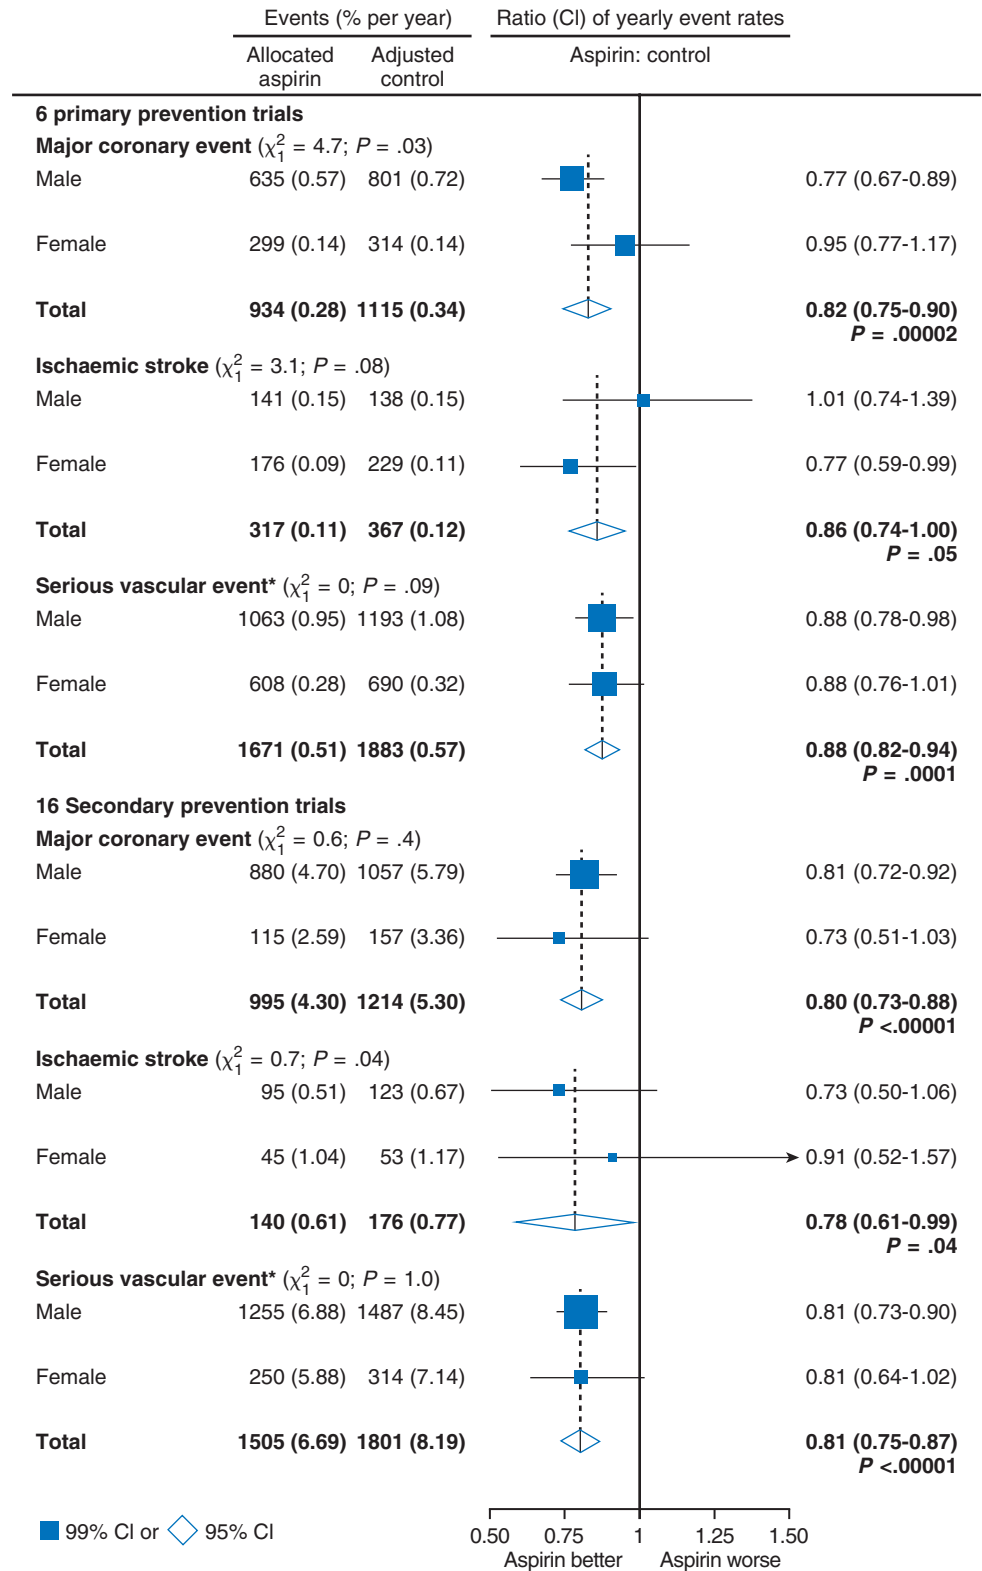 Events (% per year) Ratio (CI) of yearly event rates
Allocated aspirin Adjusted control Aspirin: control
6 primary prevention trials
Major coronary event (χ²₁ = 4.7; P = .03)
Male 635 (0.57) 801 (0.72) 0.77 (0.67-0.89)
Female 299 (0.14) 314 (0.14) 0.95 (0.77-1.17)
Total 934 (0.28) 1115 (0.34) 0.82 (0.75-0.90)
P = .00002
Ischaemic stroke (χ²₁ = 3.1; P = .08)
Male 141 (0.15) 138 (0.15) 1.01 (0.74-1.39)
Female 176 (0.09) 229 (0.11) 0.77 (0.59-0.99)
Total 317 (0.11) 367 (0.12) 0.86 (0.74-1.00)
P = .05
Serious vascular event* (χ²₁ = 0; P = .09)
Male 1063 (0.95) 1193 (1.08) 0.88 (0.78-0.98)
Female 608 (0.28) 690 (0.32) 0.88 (0.76-1.01)
Total 1671 (0.51) 1883 (0.57) 0.88 (0.82-0.94)
P = .0001
16 Secondary prevention trials
Major coronary event (χ²₁ = 0.6; P = .4)
Male 880 (4.70) 1057 (5.79) 0.81 (0.72-0.92)
Female 115 (2.59) 157 (3.36) 0.73 (0.51-1.03)
Total 995 (4.30) 1214 (5.30) 0.80 (0.73-0.88)
P <.00001
Ischaemic stroke (χ²₁ = 0.7; P = .04)
Male 95 (0.51) 123 (0.67) 0.73 (0.50-1.06)
Female 45 (1.04) 53 (1.17) 0.91 (0.52-1.57)
Total 140 (0.61) 176 (0.77) 0.78 (0.61-0.99)
P = .04
Serious vascular event* (χ²₁ = 0; P = 1.0)
Male 1255 (6.88) 1487 (8.45) 0.81 (0.73-0.90)
Female 250 (5.88) 314 (7.14) 0.81 (0.64-1.02)
Total 1505 (6.69) 1801 (8.19) 0.81 (0.75-0.87)
P <.00001
99% CI or 95% CI
0.50 0.75 1 1.25 1.50
Aspirin better Aspirin worse